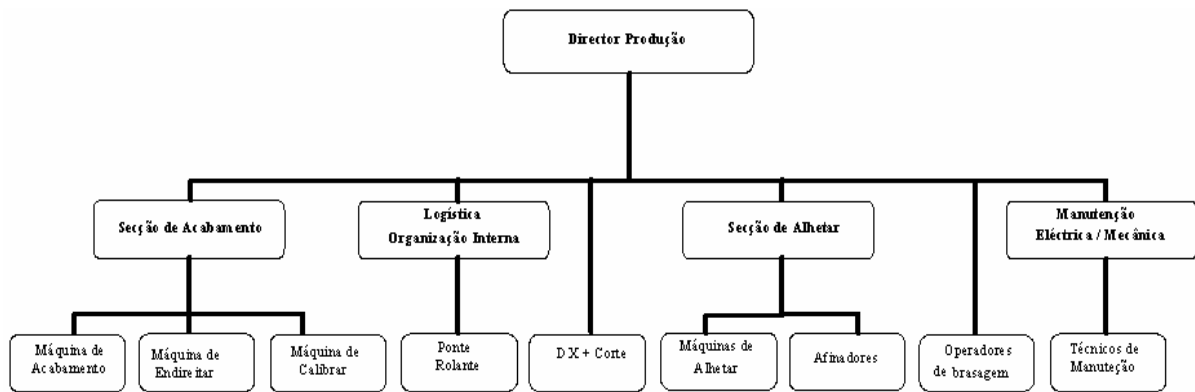 Director Produção
Secção de Acabamento
Logística
Organização Interna
Secção de Alhetar
Manutenção
Eléctrica / Mecânica
Máquina de
Acabamento
Máquina de
Endireitar
Máquina de
Calibrar
Ponte
Rolante
DX + Corte
Máquinas de
Alhetar
Afinadores
Operadores
de brasagem
Técnicos de
Manuteção